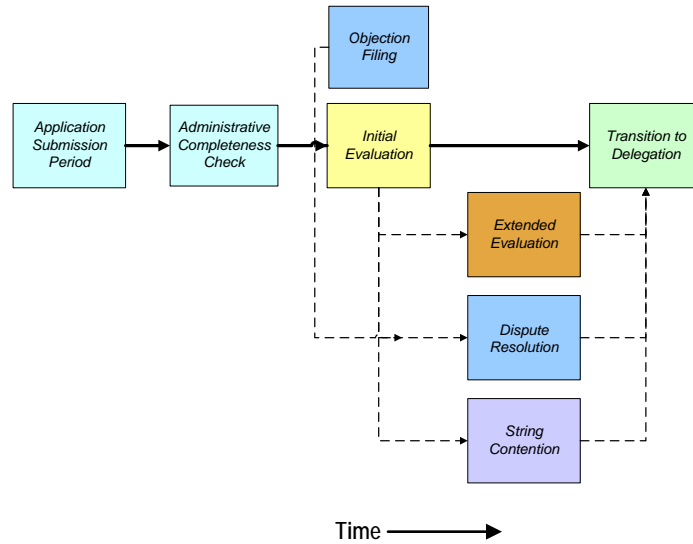 Objection
Filing
Application
Submission
Period
Administrative
Completeness
Check
Initial
Evaluation
Transition to
Delegation
Extended
Evaluation
Dispute
Resolution
String
Contention
Time